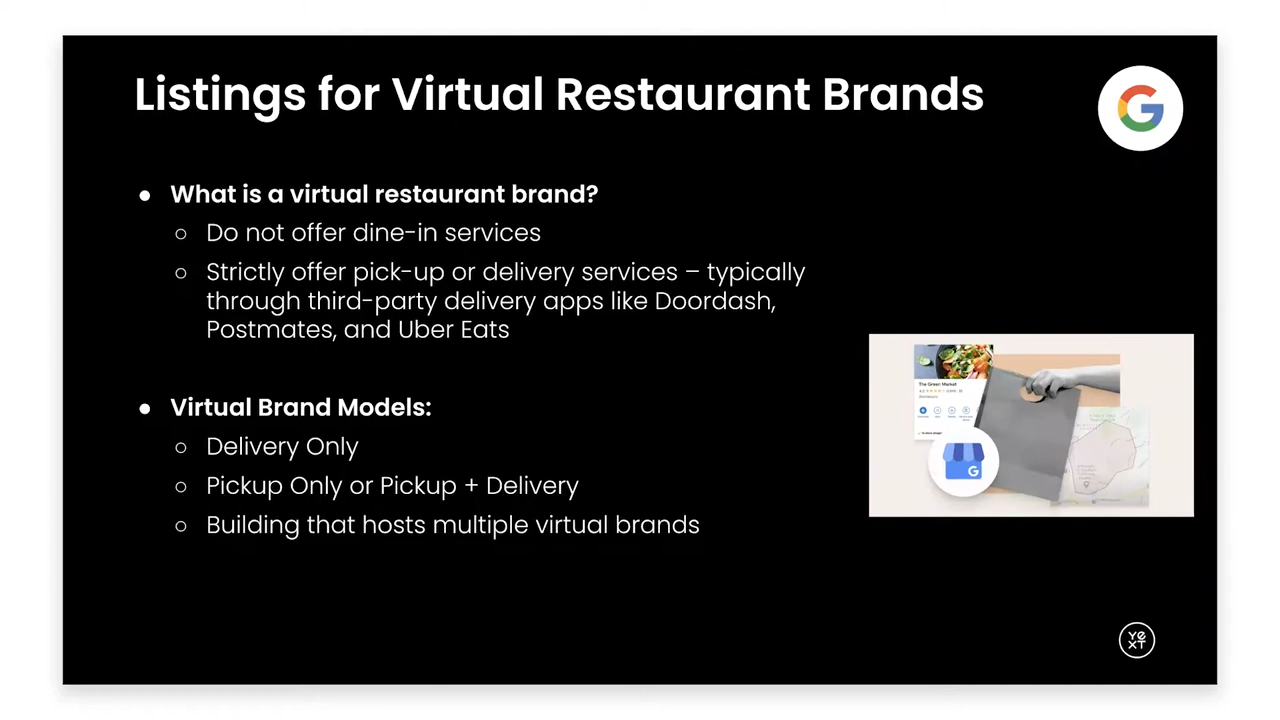 Listings for Virtual Restaurant Brands
● What is a virtual restaurant brand?
○ Do not offer dine-in services
○ Strictly offer pick-up or delivery services – typically
through third-party delivery apps like Doordash,
Postmates, and Uber Eats
● Virtual Brand Models:
○ Delivery Only
○ Pickup Only or Pickup + Delivery
○ Building that hosts multiple virtual brands
The Green Market
G
G
YEXT